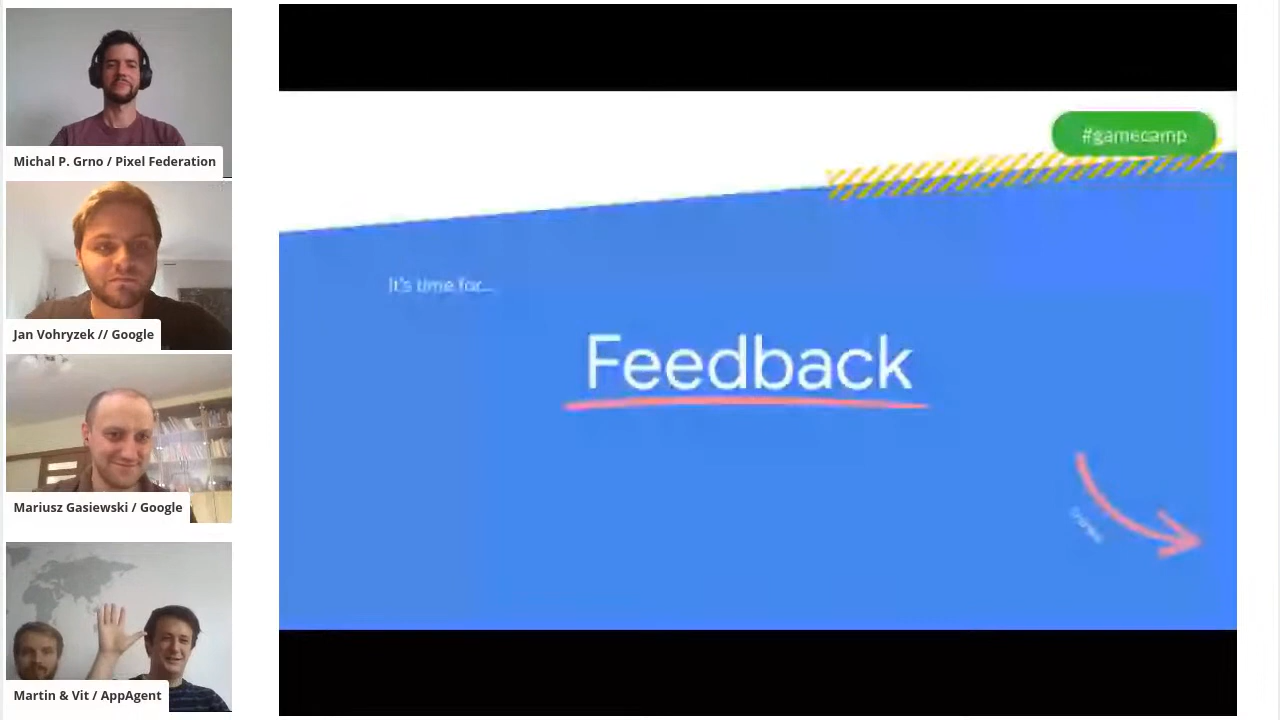 Michal P. Grno / Pixel Federation
Jan Vohryzek // Google
Mariusz Gasiewski / Google
Martin & Vit / AppAgent
#gamecamp
It's time for...
Feedback